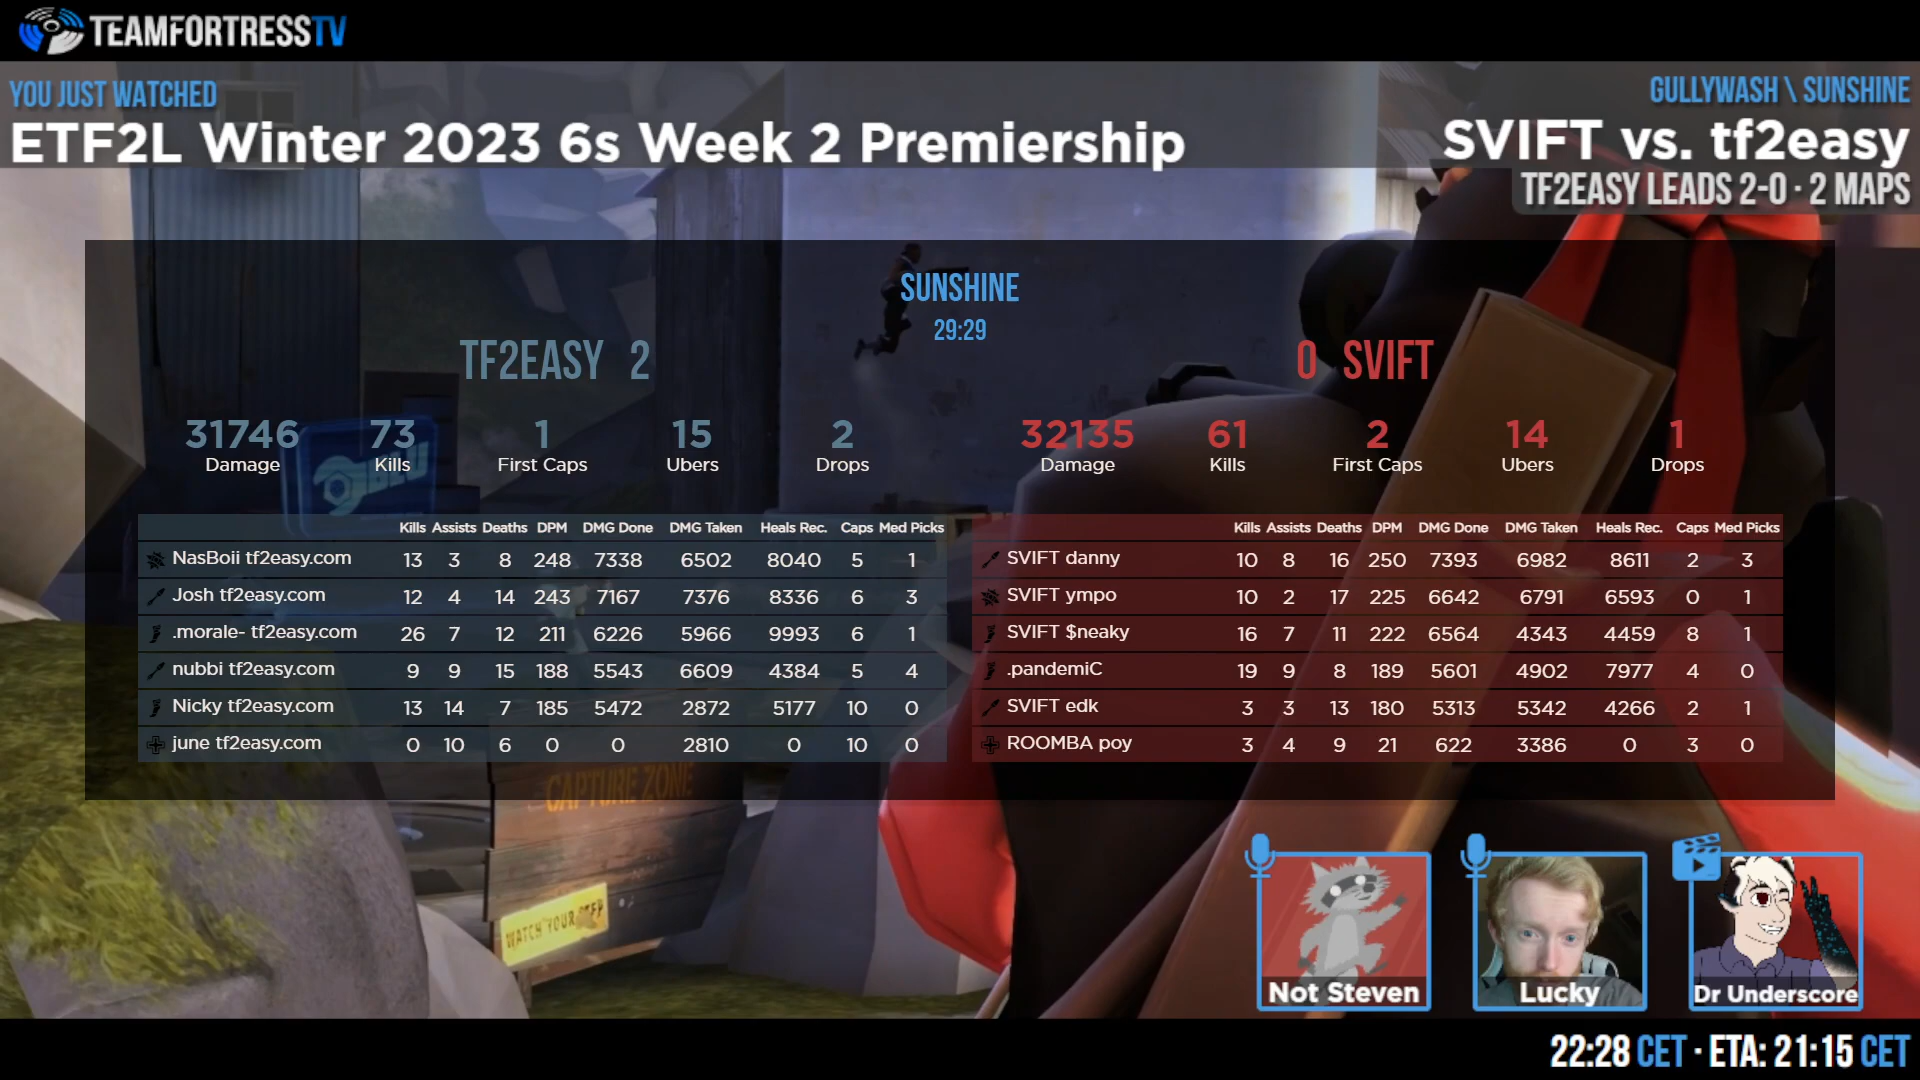 TEAMFORTRESSTV
YOU JUST WATCHED
ETF2L Winter 2023 6s Week 2 Premiership
GULLYWASH \ SUNSHINE
SVIFT vs. tf2easy
TF2EASY LEADS 2-0 · 2 MAPS
SUNSHINE
29:29
TF2EASY 2
0 SVIFT
31746 73 1 15 2
Damage Kills First Caps Ubers Drops
32135 61 2 14 1
Damage Kills First Caps Ubers Drops
Kills Assists Deaths DPM DMG Done DMG Taken Heals Rec. Caps Med Picks
NasBoii tf2easy.com 13 3 8 248 7338 6502 8040 5 1
Josh tf2easy.com 12 4 14 243 7167 7376 8336 6 3
.morale- tf2easy.com 26 7 12 211 6226 5966 9993 6 1
nubbi tf2easy.com 9 9 15 188 5543 6609 4384 5 4
Nicky tf2easy.com 13 14 7 185 5472 2872 5177 10 0
june tf2easy.com 0 10 6 0 0 2810 0 10 0
Kills Assists Deaths DPM DMG Done DMG Taken Heals Rec. Caps Med Picks
SVIFT danny 10 8 16 250 7393 6982 8611 2 3
SVIFT ympo 10 2 17 225 6642 6791 6593 0 1
SVIFT $neaky 16 7 11 222 6564 4343 4459 8 1
.pandemiC 19 9 8 189 5601 4902 7977 4 0
SVIFT edk 3 3 13 180 5313 5342 4266 2 1
ROOMBA poy 3 4 9 21 622 3386 0 3 0
CAPTURE ZONE
WATCH YOUR STEP
Not Steven
Lucky
Dr Underscore
22:28 CET · ETA: 21:15 CET